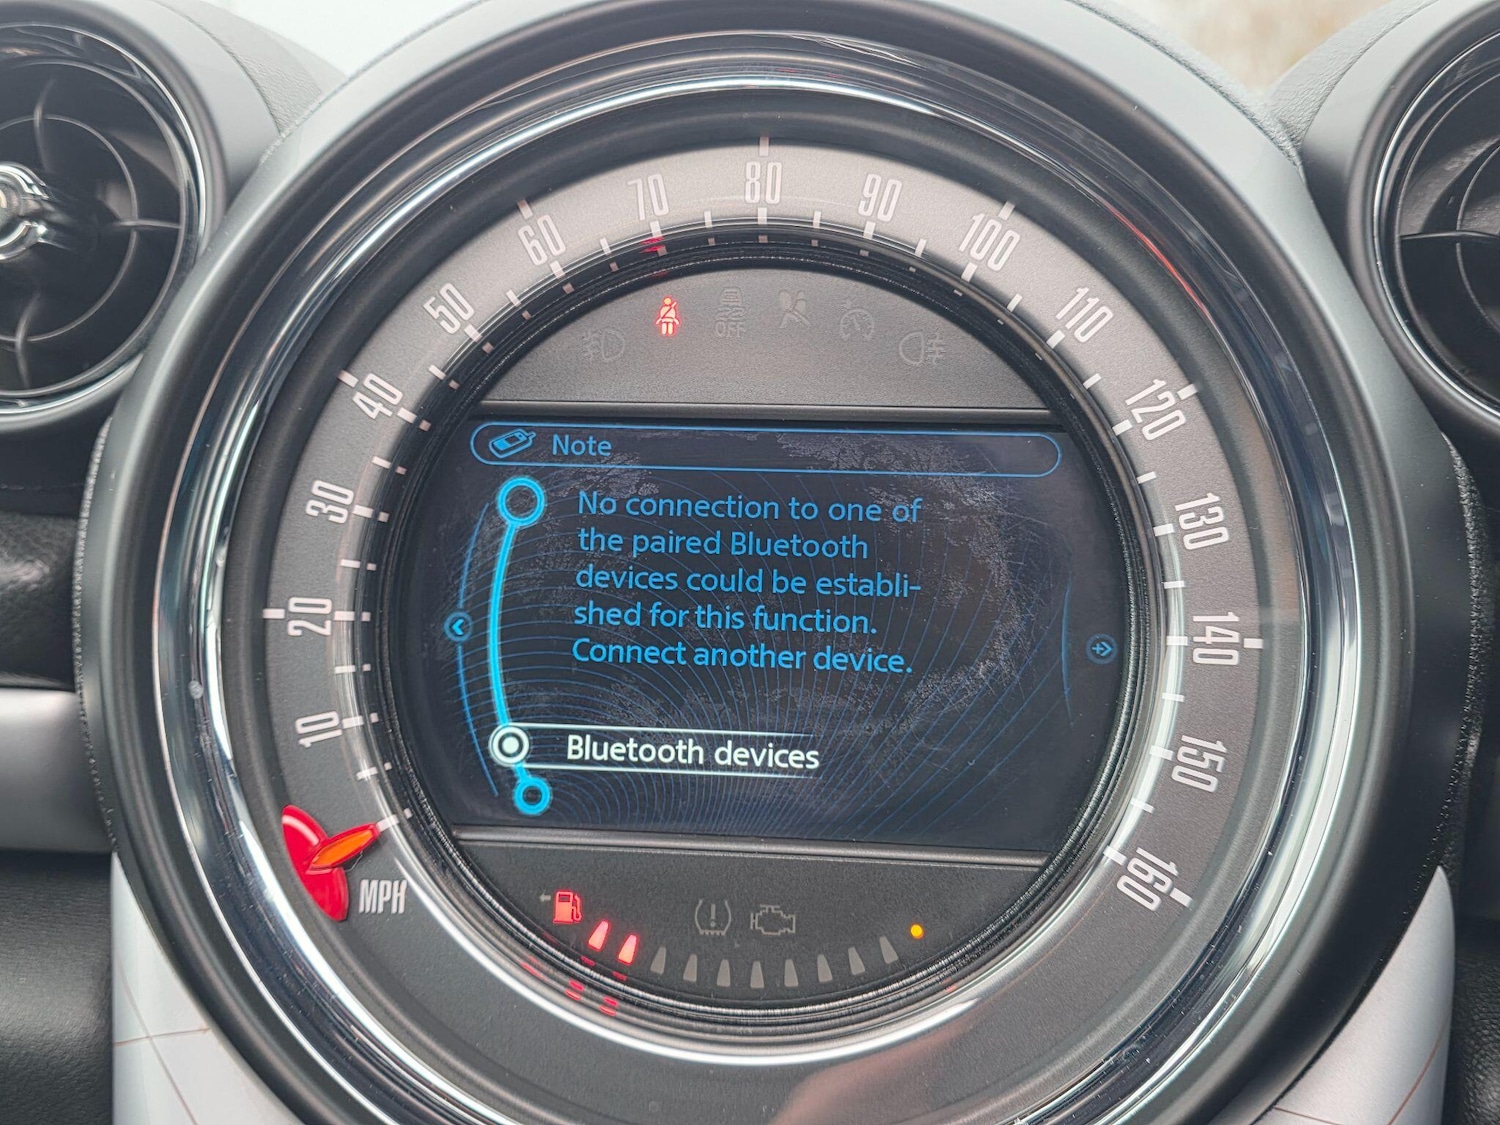 10
20
30
40
50
60
70
80
90
100
110
120
130
140
150
160
MPH
OFF
Note
No connection to one of
the paired Bluetooth
devices could be establi-
shed for this function.
Connect another device.
Bluetooth devices